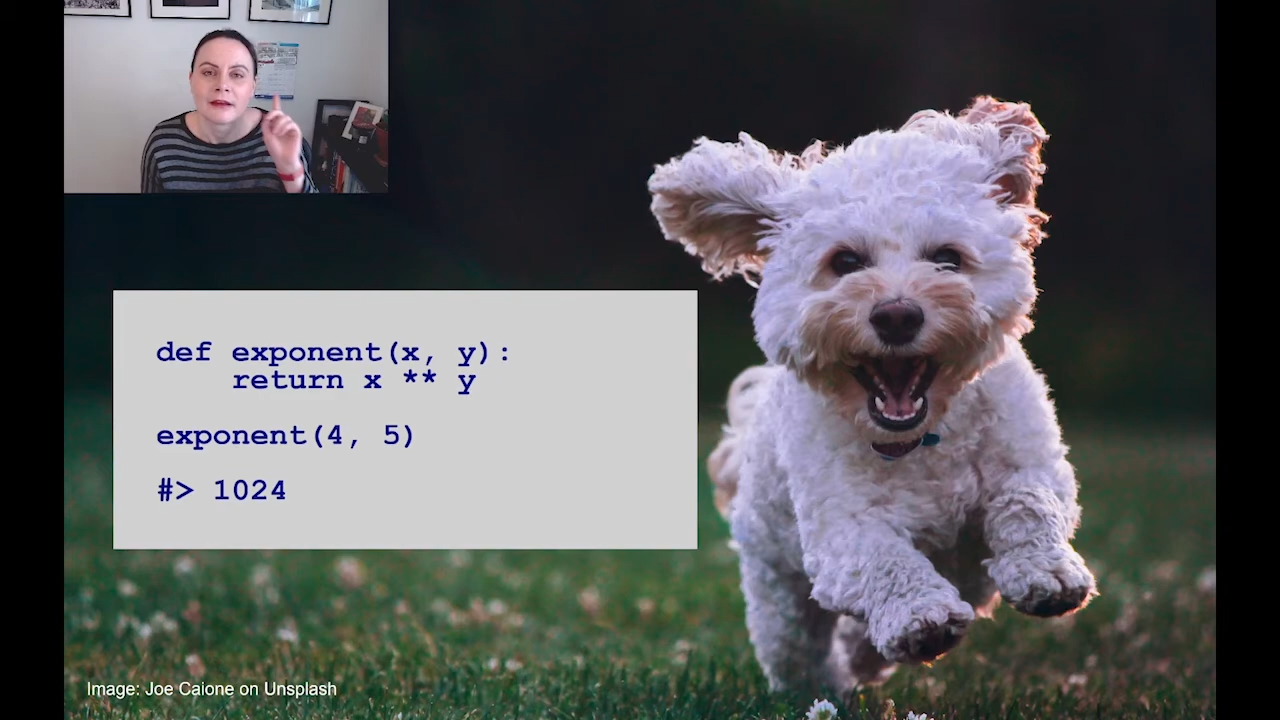 def exponent(x, y):
    return x ** y
exponent(4, 5)
#> 1024
Image: Joe Caione on Unsplash